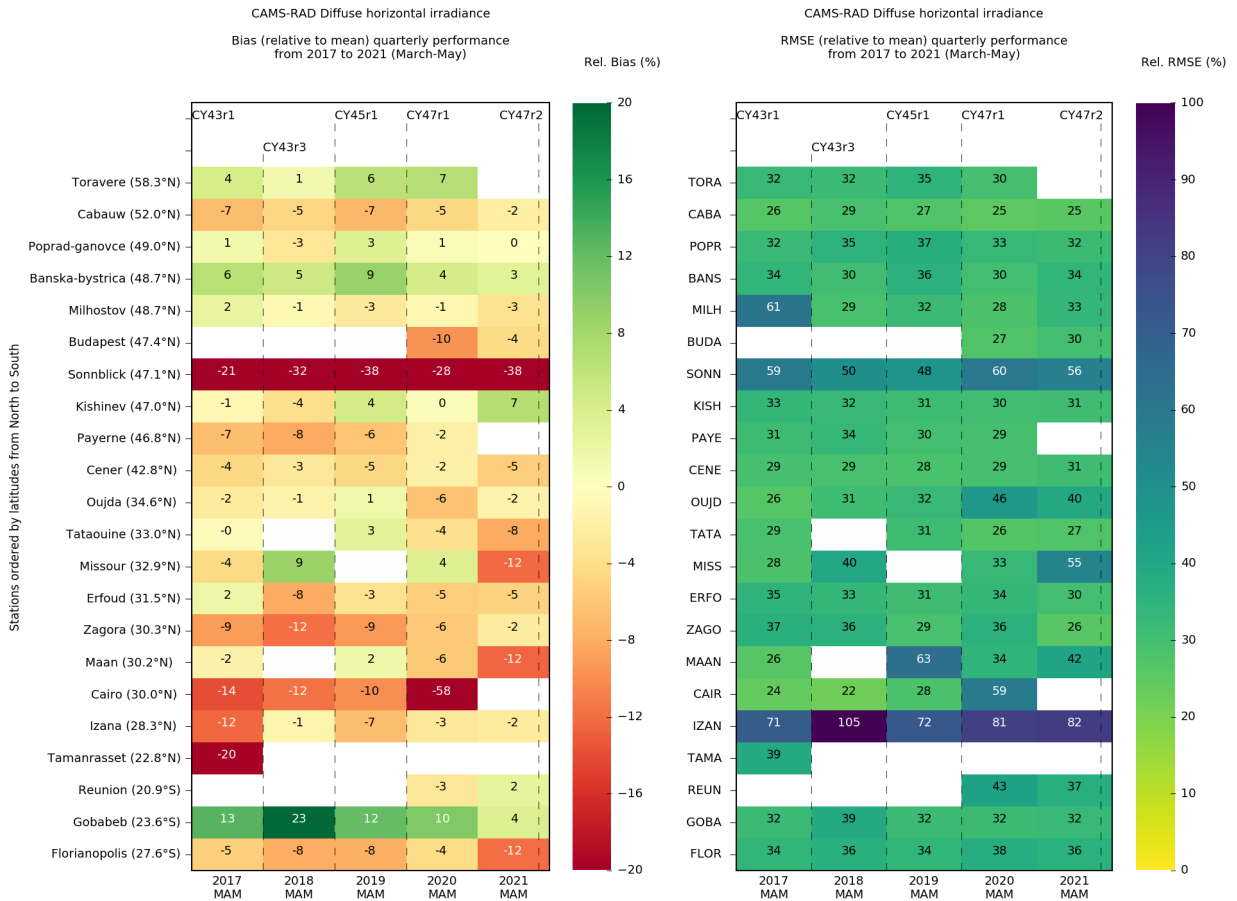 CAMS-RAD Diffuse horizontal irradiance
Bias (relative to mean) quarterly performance
from 2017 to 2021 (March-May)
Rel. Bias (%)
CY43r1 CY45r1 CY47r1 CY47r2
CY43r3
Stations ordered by latitudes from North to South
Toravere (58.3°N) 4 1 6 7
Cabauw (52.0°N) -7 -5 -7 -5 -2
Poprad-ganovce (49.0°N) 1 -3 3 1 0
Banska-bystrica (48.7°N) 6 5 9 4 3
Milhostov (48.7°N) 2 -1 -3 -1 -3
Budapest (47.4°N) -10 -4
Sonnblick (47.1°N) -21 -32 -38 -28 -38
Kishinev (47.0°N) -1 -4 4 0 7
Payerne (46.8°N) -7 -8 -6 -2
Cener (42.8°N) -4 -3 -5 -2 -5
Oujda (34.6°N) -2 -1 1 -6 -2
Tataouine (33.0°N) -0 3 -4 -8
Missour (32.9°N) -4 9 4 -12
Erfoud (31.5°N) 2 -8 -3 -5 -5
Zagora (30.3°N) -9 -12 -9 -6 -2
Maan (30.2°N) -2 2 -6 -12
Cairo (30.0°N) -14 -12 -10 -58
Izana (28.3°N) -12 -1 -7 -3 -2
Tamanrasset (22.8°N) -20
Reunion (20.9°S) -3 2
Gobabeb (23.6°S) 13 23 12 10 4
Florianopolis (27.6°S) -5 -8 -8 -4 -12
2017 2018 2019 2020 2021
MAM MAM MAM MAM MAM
20
16
12
8
4
0
−4
−8
−12
−16
−20
CAMS-RAD Diffuse horizontal irradiance
RMSE (relative to mean) quarterly performance
from 2017 to 2021 (March-May)
Rel. RMSE (%)
CY43r1 CY45r1 CY47r1 CY47r2
CY43r3
TORA 32 32 35 30
CABA 26 29 27 25 25
POPR 32 35 37 33 32
BANS 34 30 36 30 34
MILH 61 29 32 28 33
BUDA 27 30
SONN 59 50 48 60 56
KISH 33 32 31 30 31
PAYE 31 34 30 29
CENE 29 29 28 29 31
OUJD 26 31 32 46 40
TATA 29 31 26 27
MISS 28 40 33 55
ERFO 35 33 31 34 30
ZAGO 37 36 29 36 26
MAAN 26 63 34 42
CAIR 24 22 28 59
IZAN 71 105 72 81 82
TAMA 39
REUN 43 37
GOBA 32 39 32 32 32
FLOR 34 36 34 38 36
2017 2018 2019 2020 2021
MAM MAM MAM MAM MAM
100
90
80
70
60
50
40
30
20
10
0